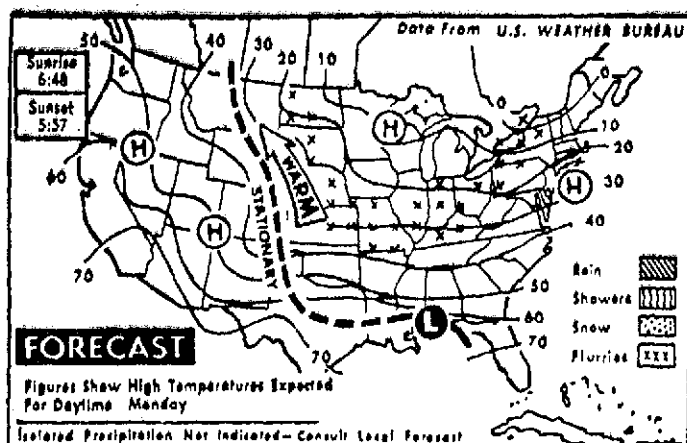 Data From U.S. WEATHER BUREAU
Sunrise
6:48
Sunset
5:57
50
40
30
20
10
0
0
10
20
30
40
50
60
70
60
70
70
H
H
H
H
L
WARM
STATIONARY
Rain
Showers
Snow
Flurries
FORECAST
Figures Show High Temperatures Expected
For Daytime Monday
Isolated Precipitation Not Indicated – Consult Local Forecast